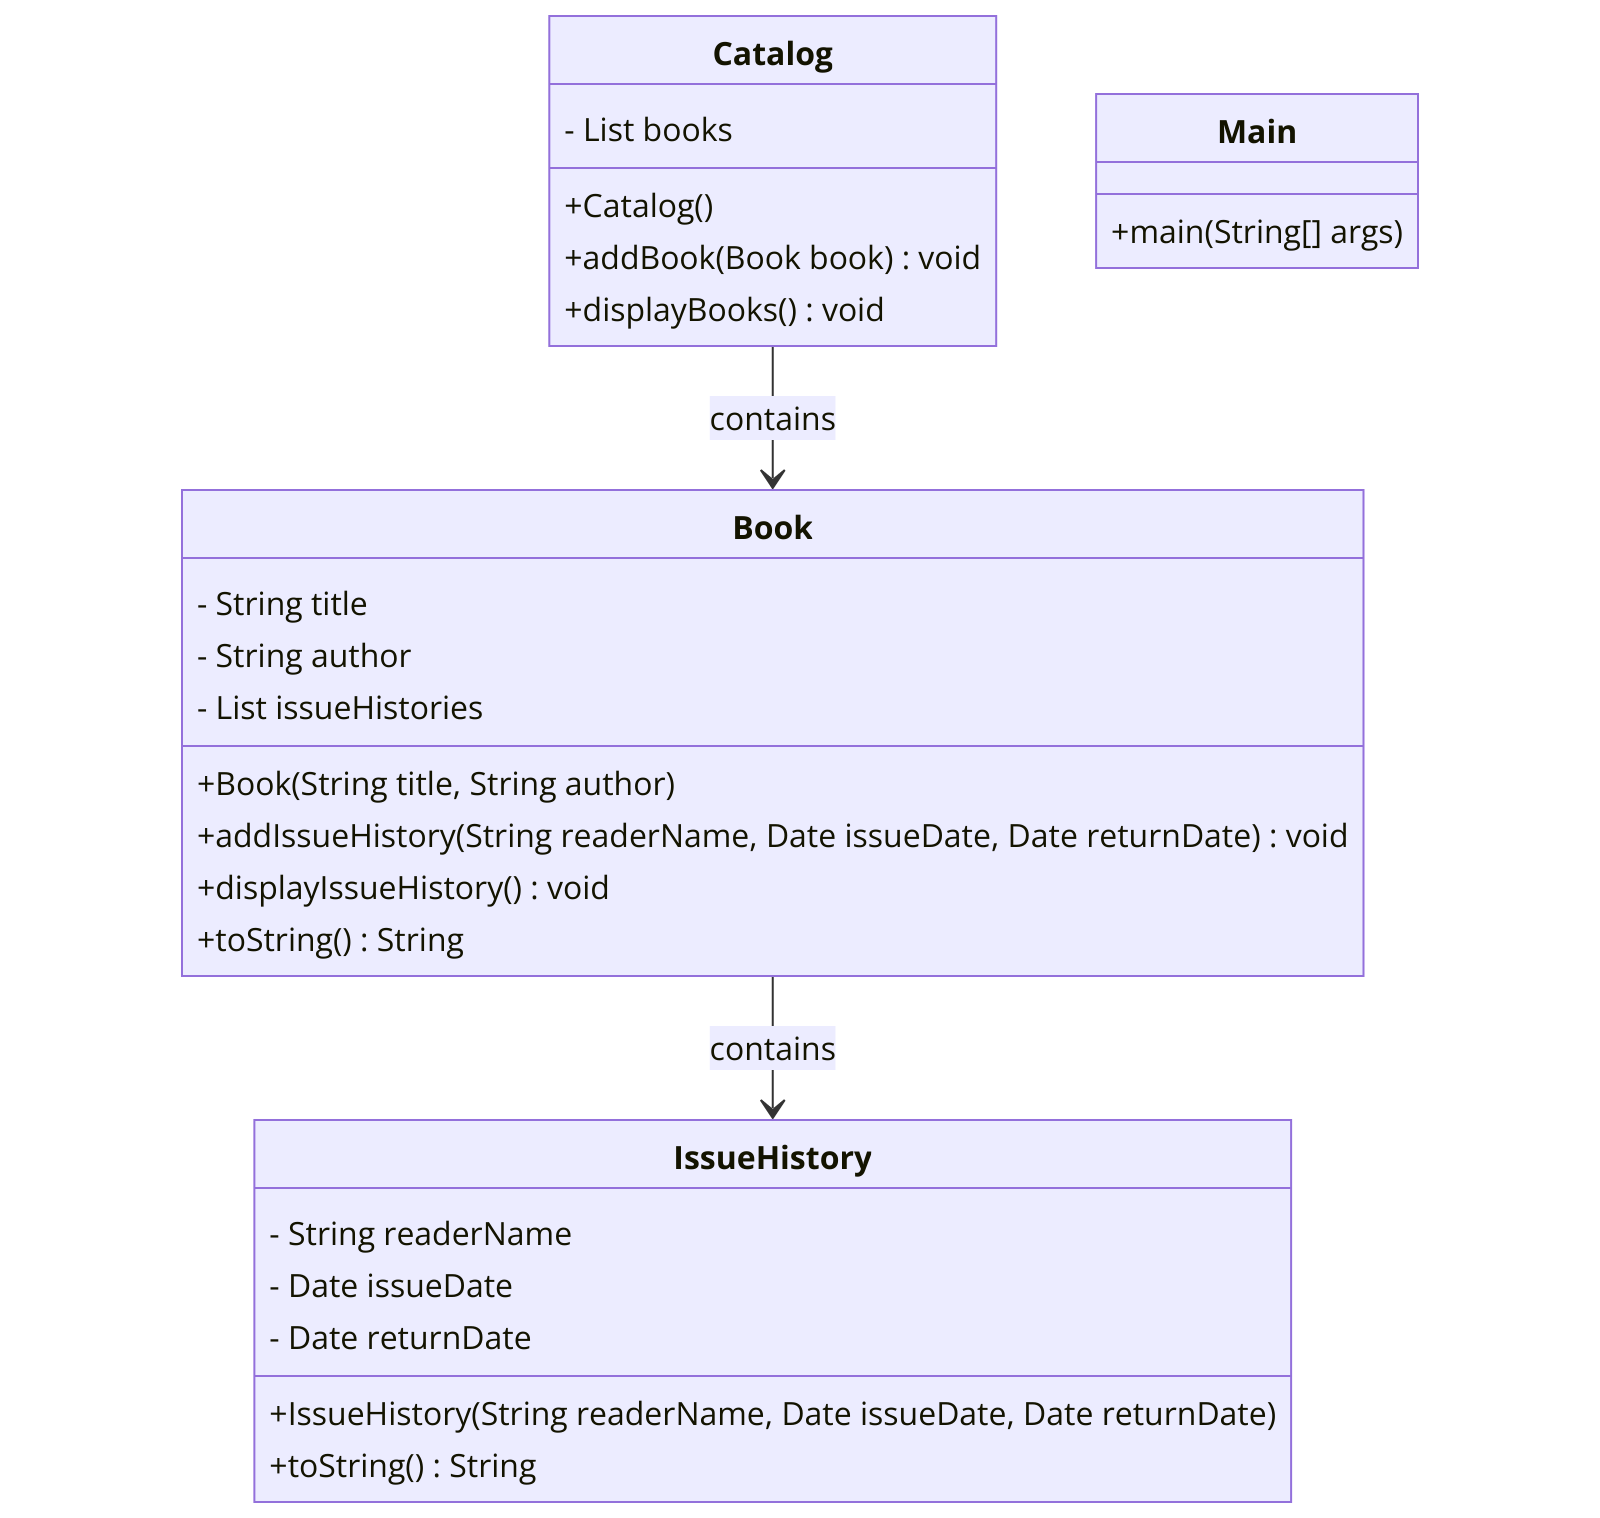 Catalog
- List books
+Catalog()
+addBook(Book book) : void
+displayBooks() : void
Main
+main(String[] args)
contains
Book
- String title
- String author
- List issueHistories
+Book(String title, String author)
+addIssueHistory(String readerName, Date issueDate, Date returnDate) : void
+displayIssueHistory() : void
+toString() : String
contains
IssueHistory
- String readerName
- Date issueDate
- Date returnDate
+IssueHistory(String readerName, Date issueDate, Date returnDate)
+toString() : String